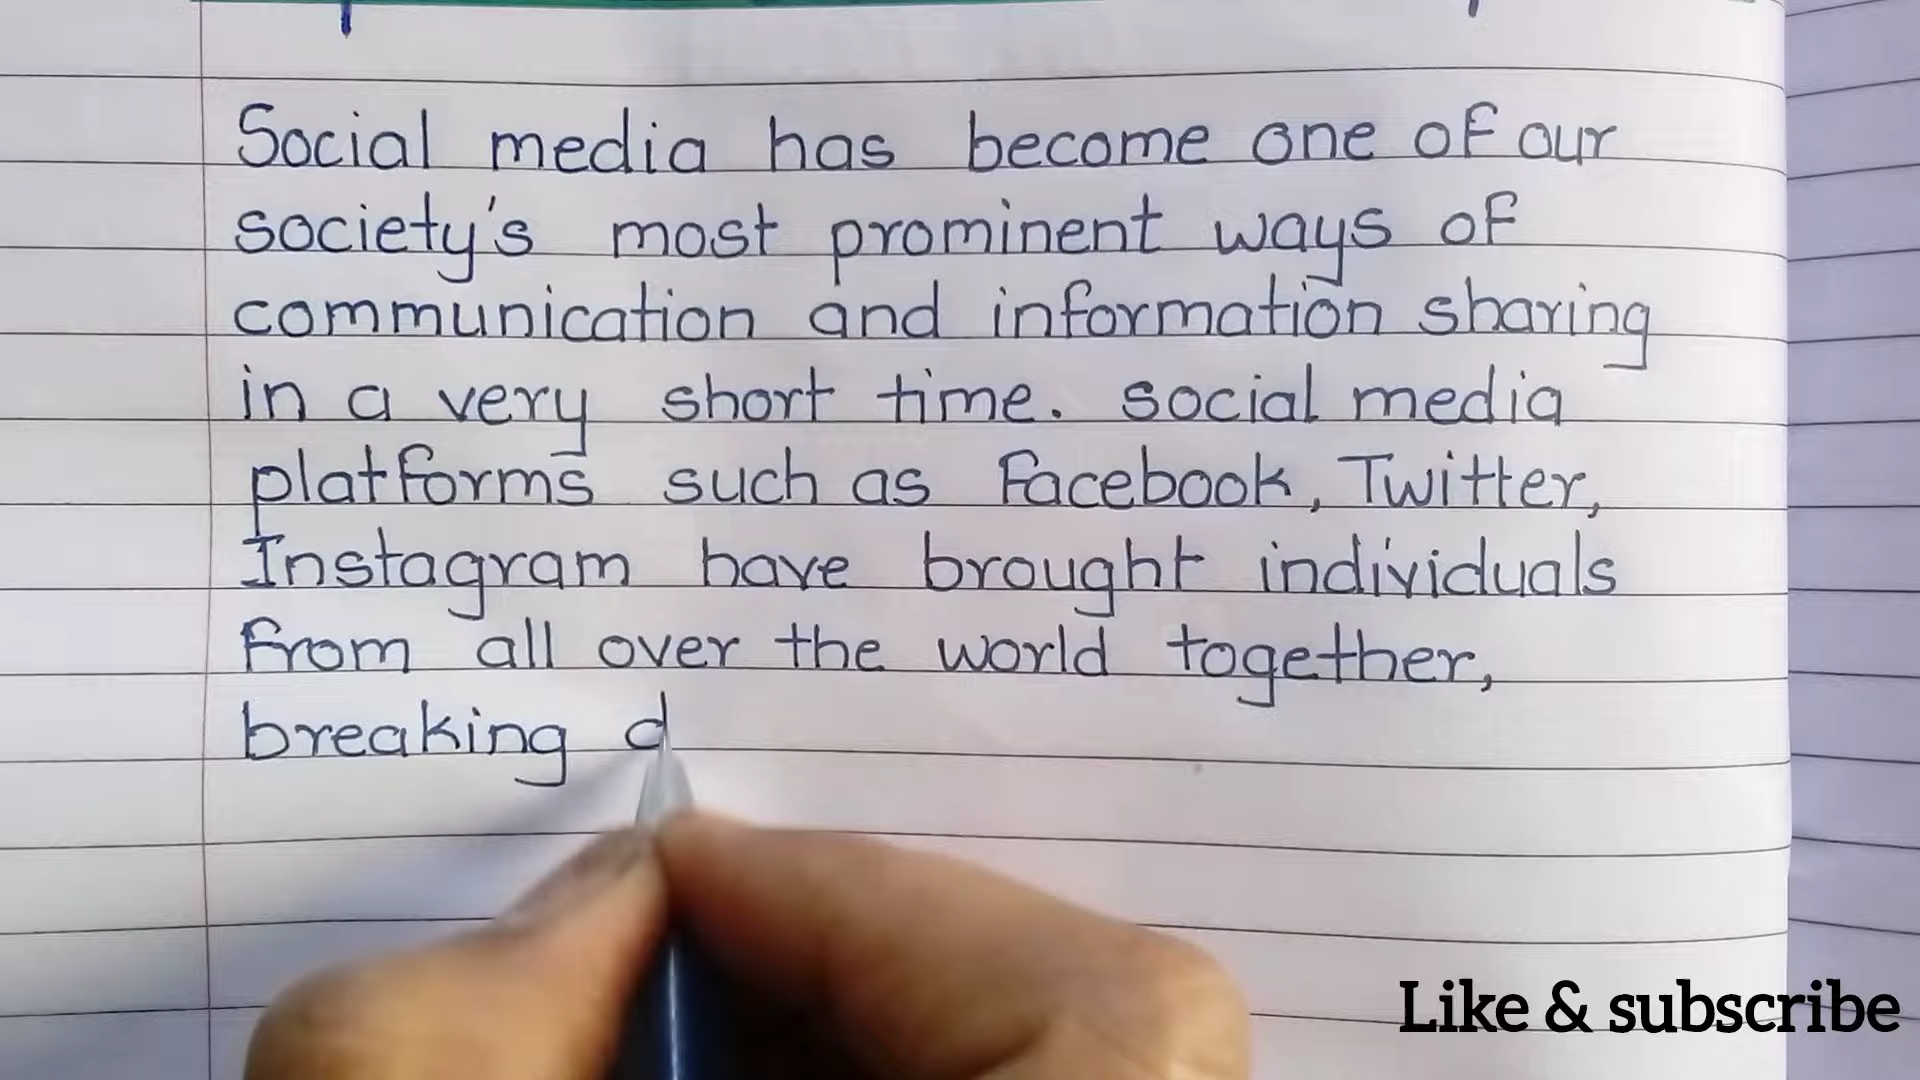 Social media has become one of our
society's most prominent ways of
communication and information sharing
in a very short time. social media
platforms such as Facebook, Twitter,
Instagram have brought individuals
from all over the world together,
breaking d
Like & subscribe